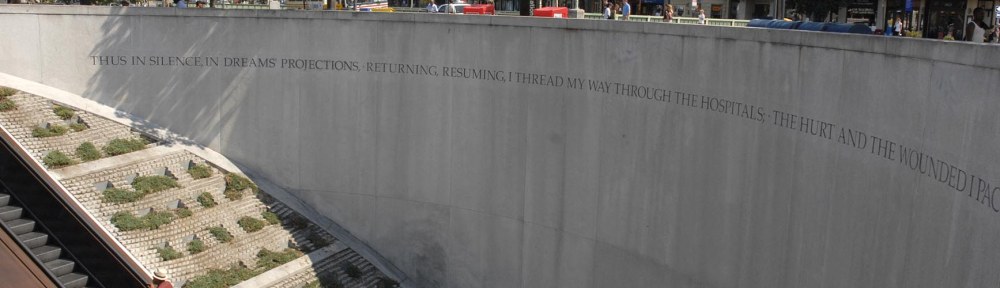 THUS IN SILENCE, IN DREAMS' PROJECTIONS, · RETURNING, RESUMING, I THREAD MY WAY THROUGH THE HOSPITALS; · THE HURT AND THE WOUNDED I PAC